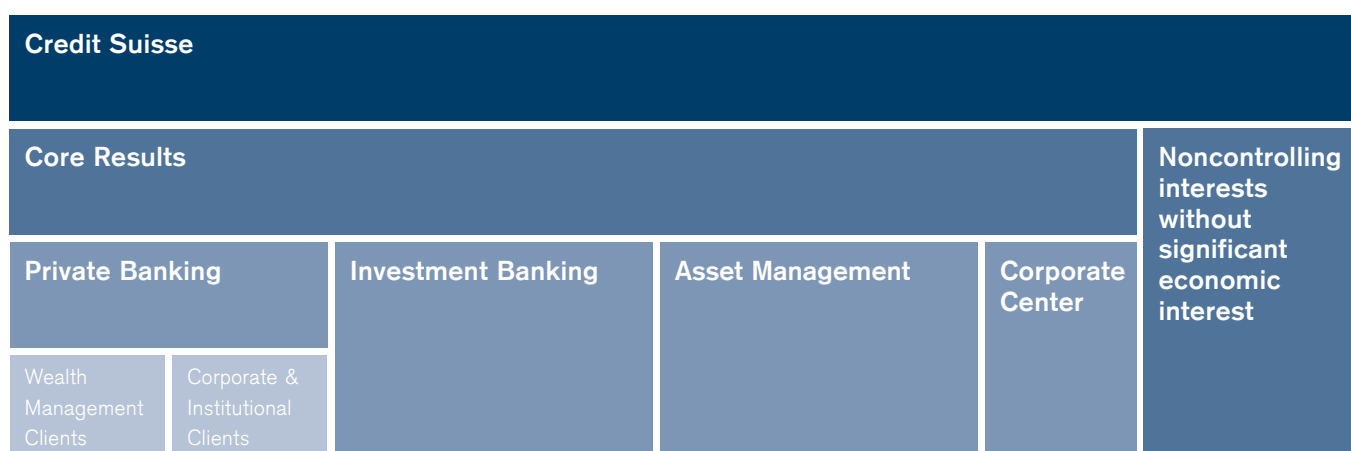 Credit Suisse
Core Results
Noncontrolling
interests
without
significant
economic
interest
Private Banking
Investment Banking
Asset Management
Corporate
Center
Wealth
Management
Clients
Corporate &
Institutional
Clients